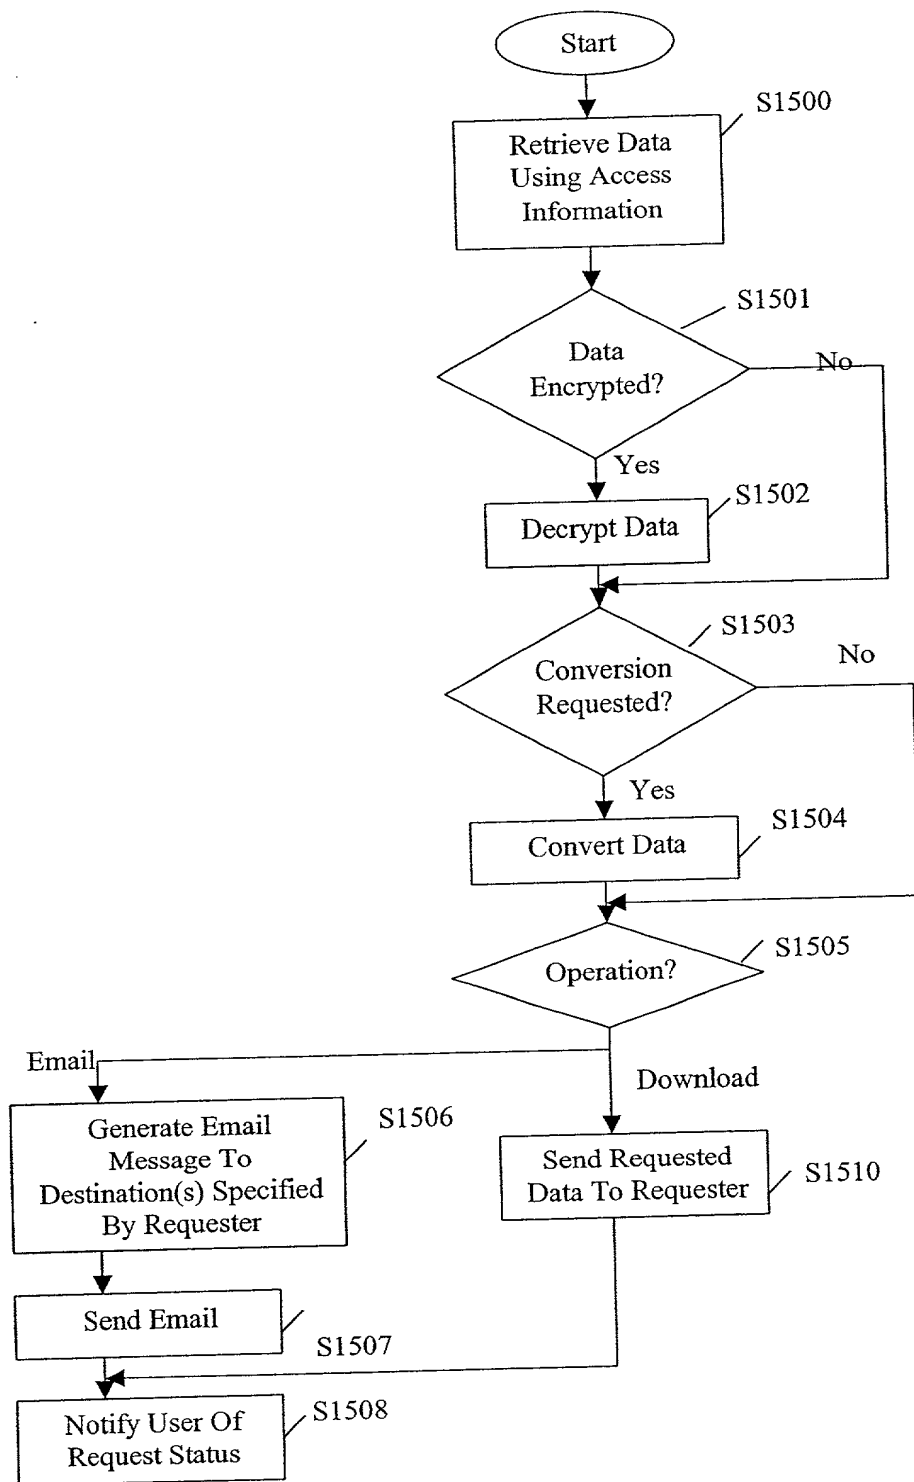 Start
S1500
Retrieve Data
Using Access
Information
S1501
Data
Encrypted?
No
Yes
S1502
Decrypt Data
S1503
Conversion
Requested?
No
Yes
S1504
Convert Data
S1505
Operation?
Email
Download
Generate Email
Message To
Destination(s) Specified
By Requester
S1506
Send Requested
Data To Requester
S1510
Send Email
S1507
Notify User Of
Request Status
S1508